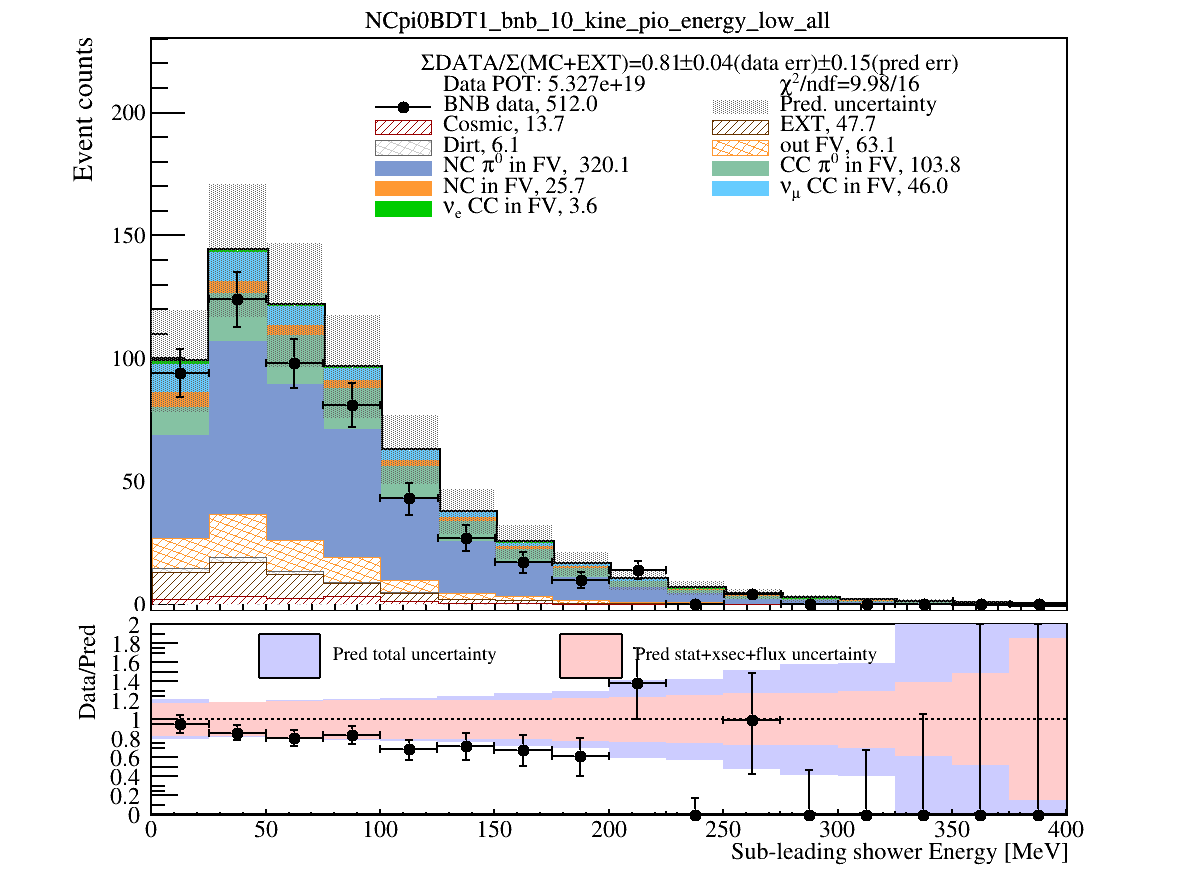 NCpi0BDT1_bnb_10_kine_pio_energy_low_all
ΣDATA/Σ(MC+EXT)=0.81±0.04(data err)±0.15(pred err)
Data POT: 5.327e+19
χ²/ndf=9.98/16
BNB data, 512.0
Pred. uncertainty
Cosmic, 13.7
EXT, 47.7
Dirt, 6.1
out FV, 63.1
NC π⁰ in FV, 320.1
CC π⁰ in FV, 103.8
NC in FV, 25.7
νμ CC in FV, 46.0
νe CC in FV, 3.6
Event counts
200
150
100
50
0
Data/Pred
2
1.8
1.6
1.4
1.2
1
0.8
0.6
0.4
0.2
0
Pred total uncertainty
Pred stat+xsec+flux uncertainty
0 50 100 150 200 250 300 350 400
Sub-leading shower Energy [MeV]